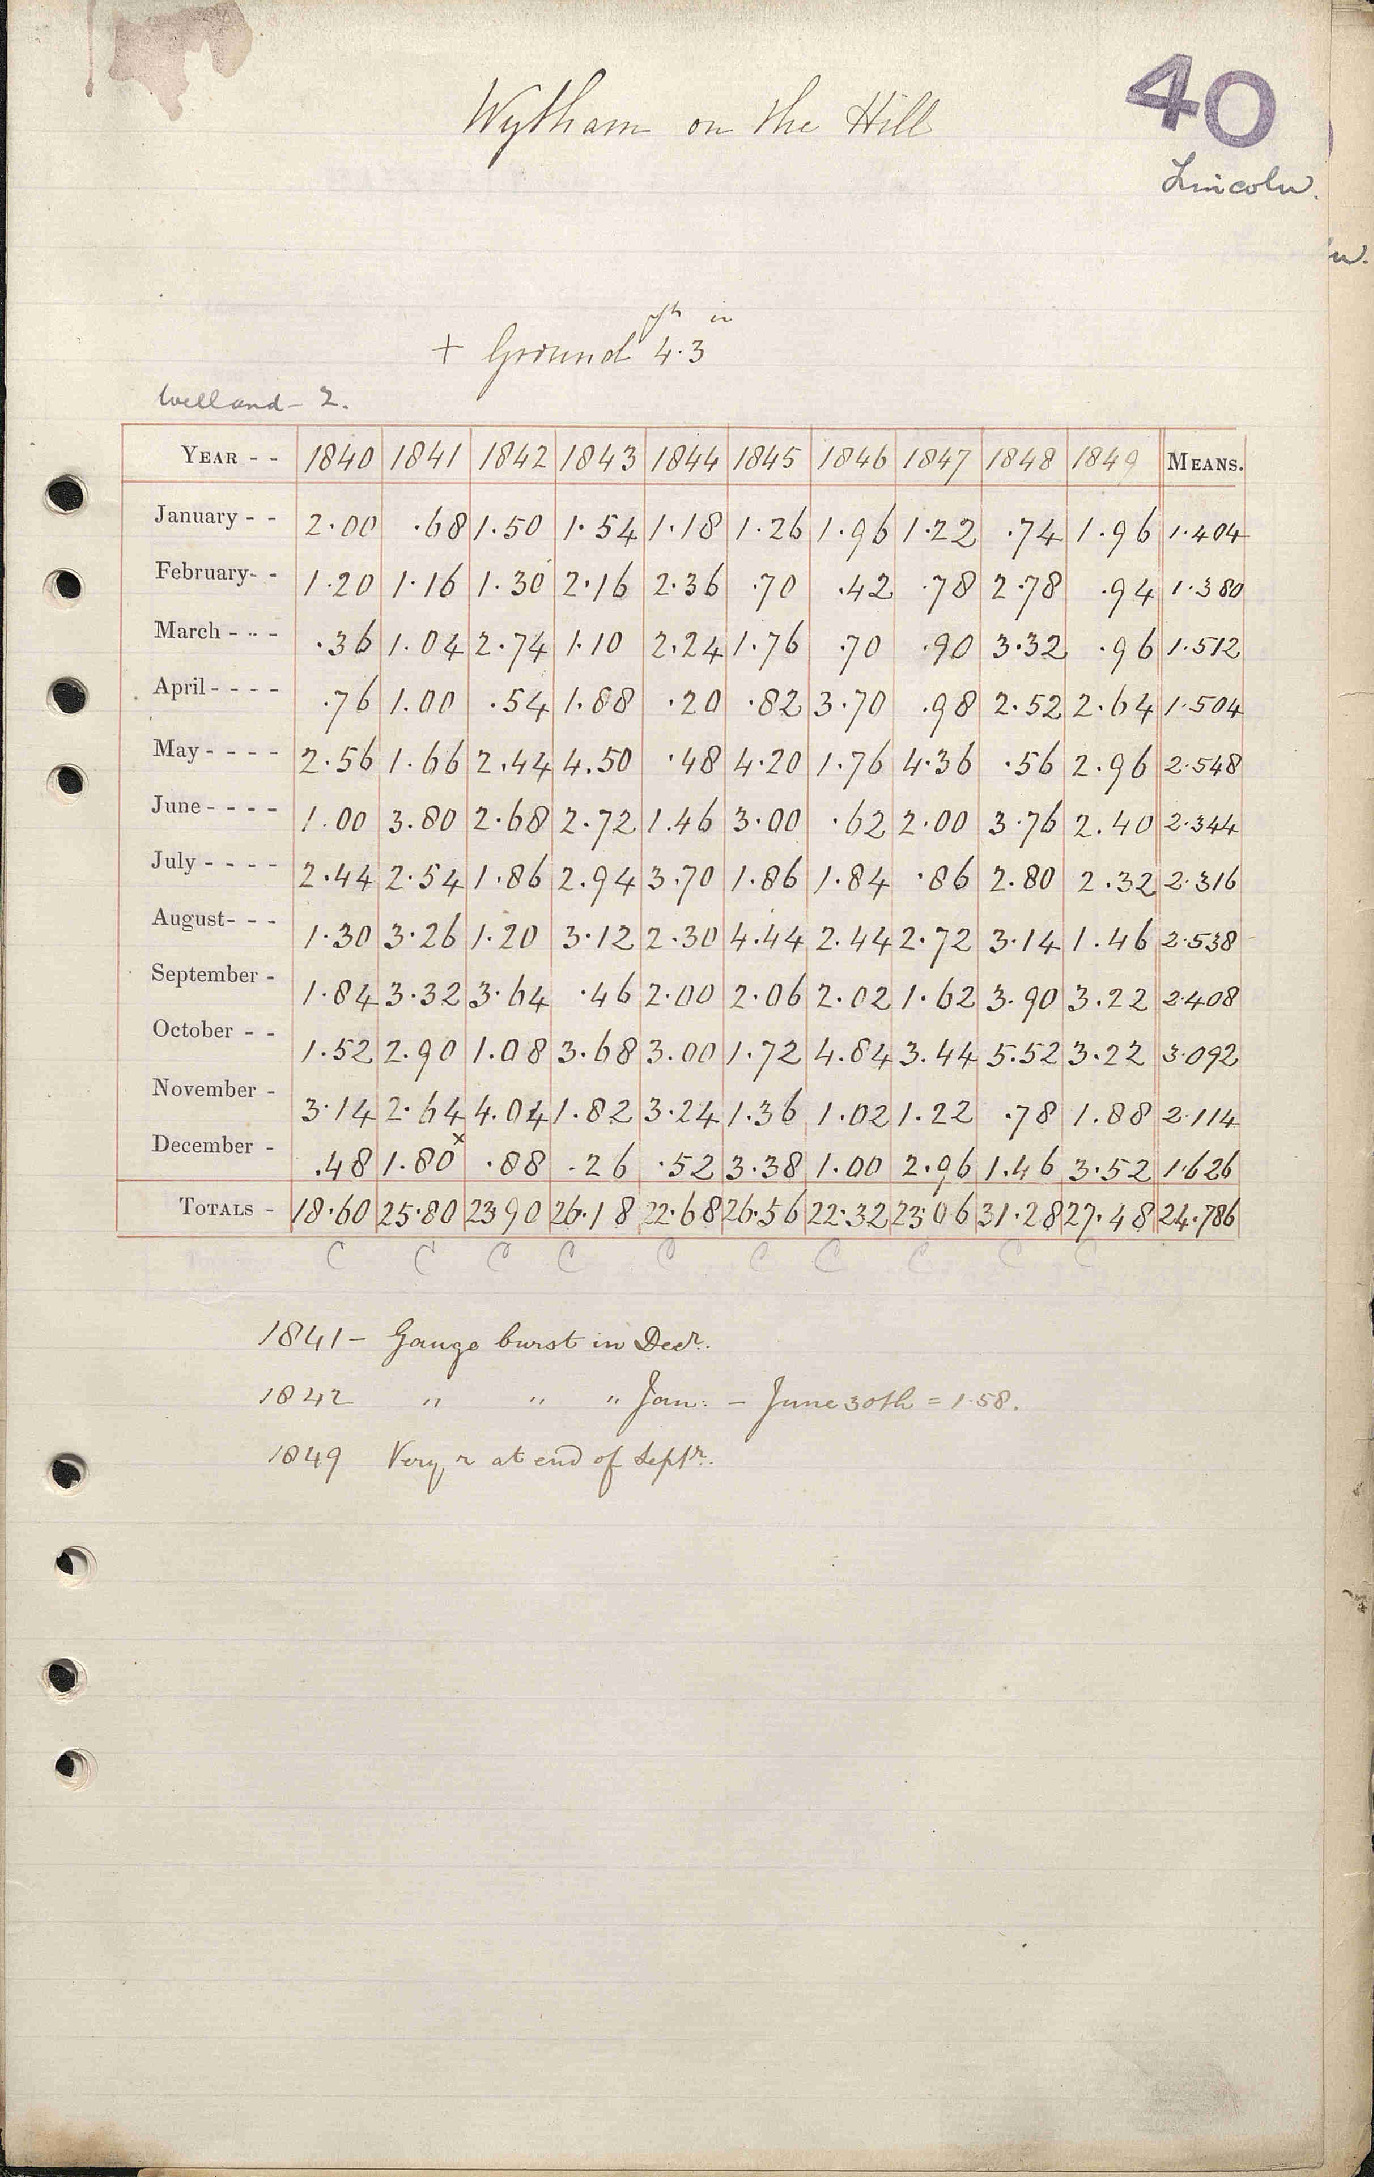 40
Wytham on the Hill
Lincoln.
ft in
+ Ground 4.3
Welland - 2.
YEAR - - 1840 1841 1842 1843 1844 1845 1846 1847 1848 1849 MEANS.
January - - 2.00 .68 1.50 1.54 1.18 1.26 1.96 1.22 .74 1.96 1.404
February- - 1.20 1.16 1.30 2.16 2.36 .70 .42 .78 2.78 .94 1.380
March - - - .36 1.04 2.74 1.10 2.24 1.76 .70 .90 3.32 .96 1.512
April - - - - .76 1.00 .54 1.88 .20 .82 3.70 .98 2.52 2.64 1.504
May - - - - 2.56 1.66 2.44 4.50 .48 4.20 1.76 4.36 .56 2.96 2.548
June - - - - 1.00 3.80 2.68 2.72 1.46 3.00 .62 2.00 3.76 2.40 2.344
July - - - - 2.44 2.54 1.86 2.94 3.70 1.86 1.84 .86 2.80 2.32 2.316
August- - - 1.30 3.26 1.20 3.12 2.30 4.44 2.44 2.72 3.14 1.46 2.538
September - 1.84 3.32 3.64 .46 2.00 2.06 2.02 1.62 3.90 3.22 2.408
October - - 1.52 2.90 1.08 3.68 3.00 1.72 4.84 3.44 5.52 3.22 3.092
November - 3.14 2.64 4.04 1.82 3.24 1.36 1.02 1.22 .78 1.88 2.114
December - .48 1.80x .88 .26 .52 3.38 1.00 2.96 1.46 3.52 1.626
TOTALS - 18.60 25.80 23.90 26.18 22.68 26.56 22.32 23.06 31.28 27.48 24.786
C C C C C C C C C C
1841 - Gauge burst in Decr.
1842 " " " Jan: - June 30th = 1.58.
1849 Very r at end of Septr.